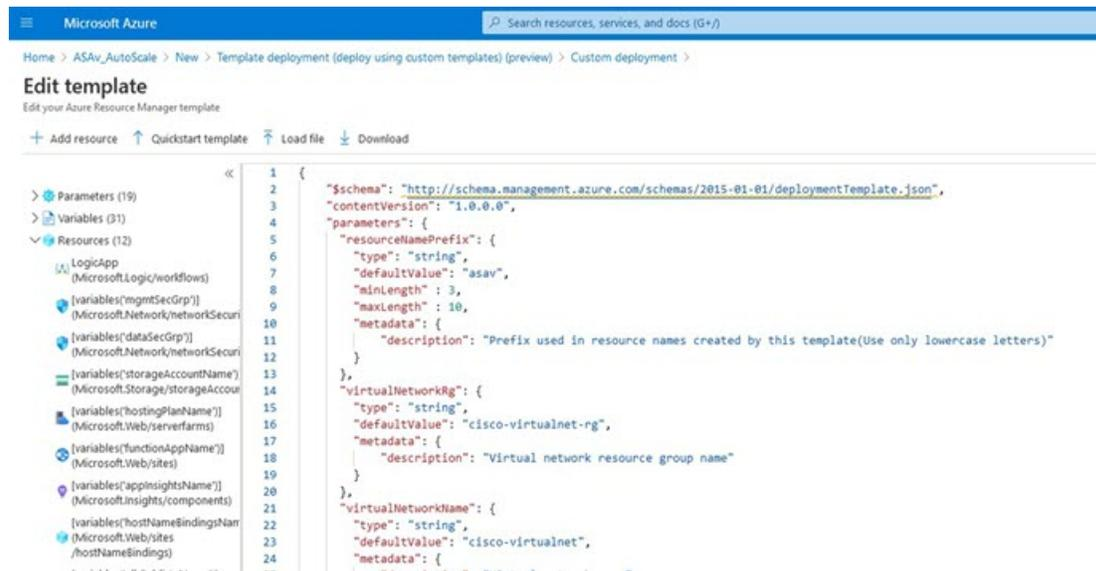 Microsoft Azure
Search resources, services, and docs (G+/)
Home > ASAv_AutoScale > New > Template deployment (deploy using custom templates) (preview) > Custom deployment >
Edit template
Edit your Azure Resource Manager template
+ Add resource ↑ Quickstart template Load file ↓ Download
«
> Parameters (19)
> Variables (31)
Resources (12)
LogicApp
(Microsoft.Logic/workflows)
[variables('mgmtSecGrp')]
(Microsoft.Network/networkSecuri
[variables('dataSecGrp')]
(Microsoft.Network/networkSecuri
[variables('storageAccountName')
(Microsoft.Storage/storageAccour
[variables('hostingPlanName')]
(Microsoft.Web/serverfarms)
[variables('functionAppName')]
(Microsoft.Web/sites)
[variables('appInsightsName')]
(Microsoft.Insights/components)
[variables('hostNameBindingsNam
(Microsoft.Web/sites
/hostNameBindings)
1 {
2 "$schema": "http://schema.management.azure.com/schemas/2015-01-01/deploymentTemplate.json",
3 "contentVersion": "1.0.0.0",
4 "parameters": {
5 "resourceNamePrefix": {
6 "type": "string",
7 "defaultValue": "asav",
8 "minLength" : 3,
9 "maxLength" : 10,
10 "metadata": {
11 "description": "Prefix used in resource names created by this template(Use only lowercase letters)"
12 }
13 },
14 "virtualNetworkRg": {
15 "type": "string",
16 "defaultValue": "cisco-virtualnet-rg",
17 "metadata": {
18 "description": "Virtual network resource group name"
19 }
20 },
21 "virtualNetworkName": {
22 "type": "string",
23 "defaultValue": "cisco-virtualnet",
24 "metadata": {